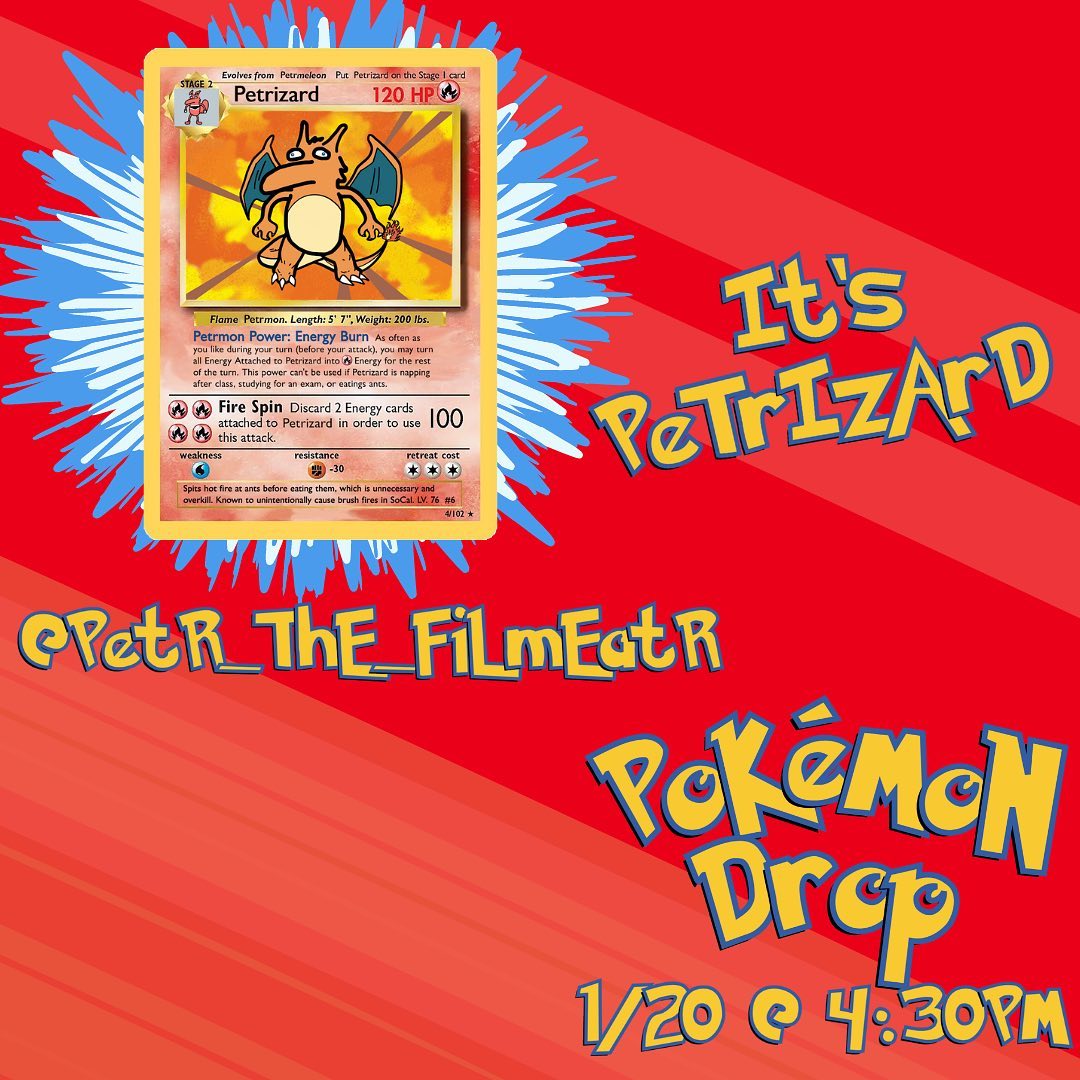 Evolves from Petrmeleon Put Petrizard on the Stage 1 card
STAGE 2
Petrizard 120 HP
Flame Petrmon. Length: 5' 7", Weight: 200 lbs.
Petrmon Power: Energy Burn As often as
you like during your turn (before your attack), you may turn
all Energy Attached to Petrizard into Energy for the rest
of the turn. This power can't be used if Petrizard is napping
after class, studying for an exam, or eatings ants.
Fire Spin Discard 2 Energy cards
attached to Petrizard in order to use 100
this attack.
weakness resistance retreat cost
-30
Spits hot fire at ants before eating them, which is unnecessary and
overkill. Known to unintentionally cause brush fires in SoCal. LV. 76 #6
4/102 ★
It's
PeTrIzArD
@PetR_ThE_FiLmEatR
PoKéMoN
Drop
1/20 @ 4:30PM